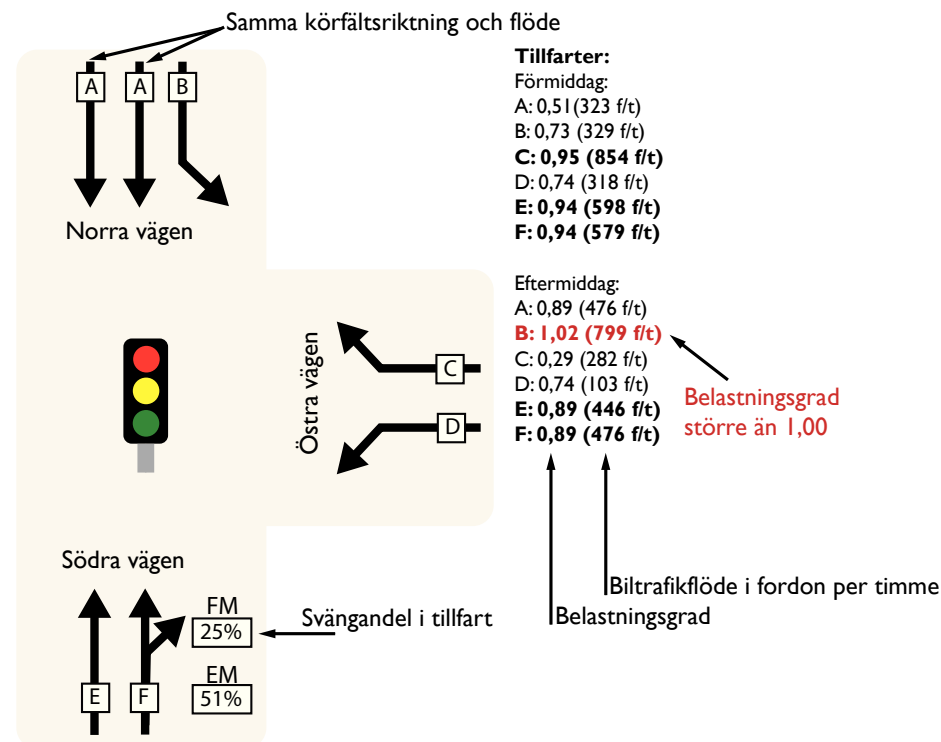 Samma körfältsriktning och flöde
A
A
B
Norra vägen
Tillfarter:
Förmiddag:
A: 0,51(323 f/t)
B: 0,73 (329 f/t)
C: 0,95 (854 f/t)
D: 0,74 (318 f/t)
E: 0,94 (598 f/t)
F: 0,94 (579 f/t)
Eftermiddag:
A: 0,89 (476 f/t)
B: 1,02 (799 f/t)
C: 0,29 (282 f/t)
D: 0,74 (103 f/t)
E: 0,89 (446 f/t)
F: 0,89 (476 f/t)
Belastningsgrad
större än 1,00
Östra vägen
C
D
Södra vägen
E
F
FM
25%
EM
51%
Svängandel i tillfart
Biltrafikflöde i fordon per timme
Belastningsgrad